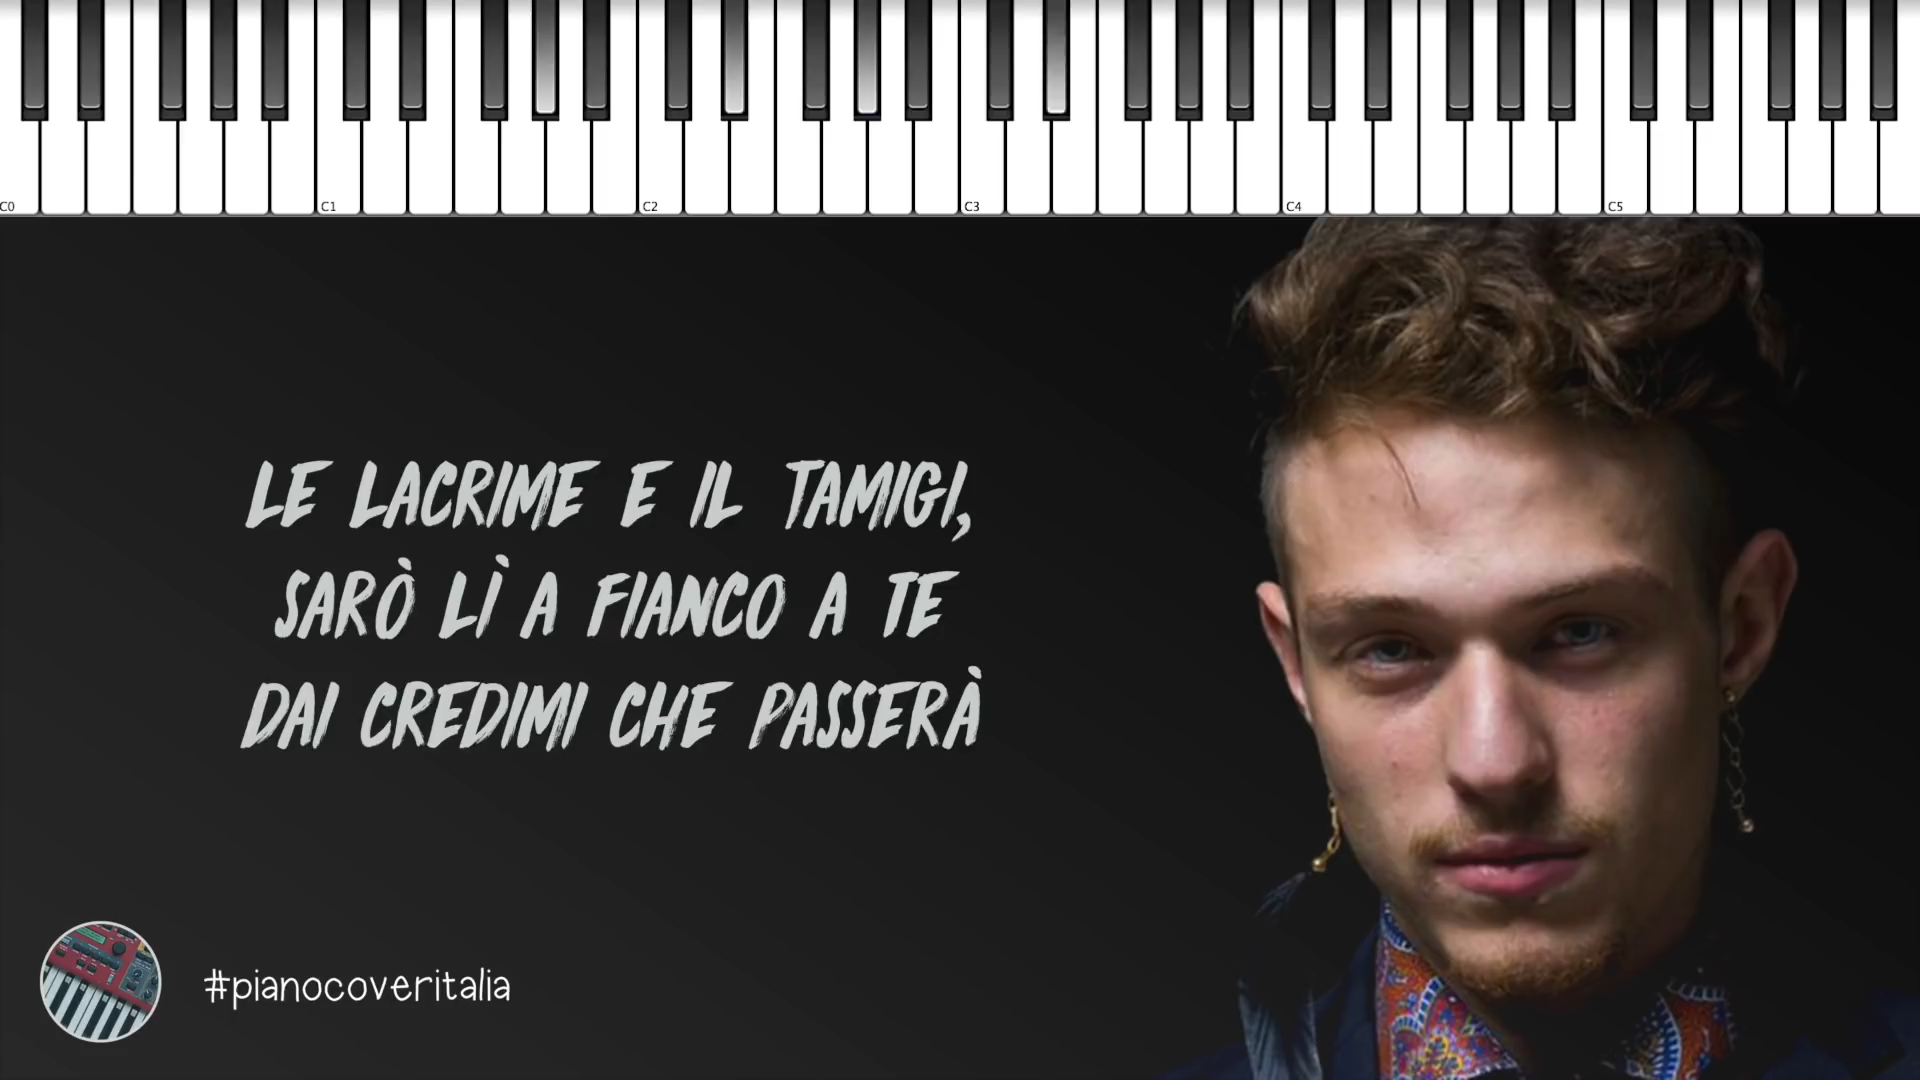 C0 C1 C2 C3 C4 C5
LE LACRIME E IL TAMIGI,
SARÒ LÌ A FIANCO A TE
DAI CREDIMI CHE PASSERÀ
#pianocoveritalia